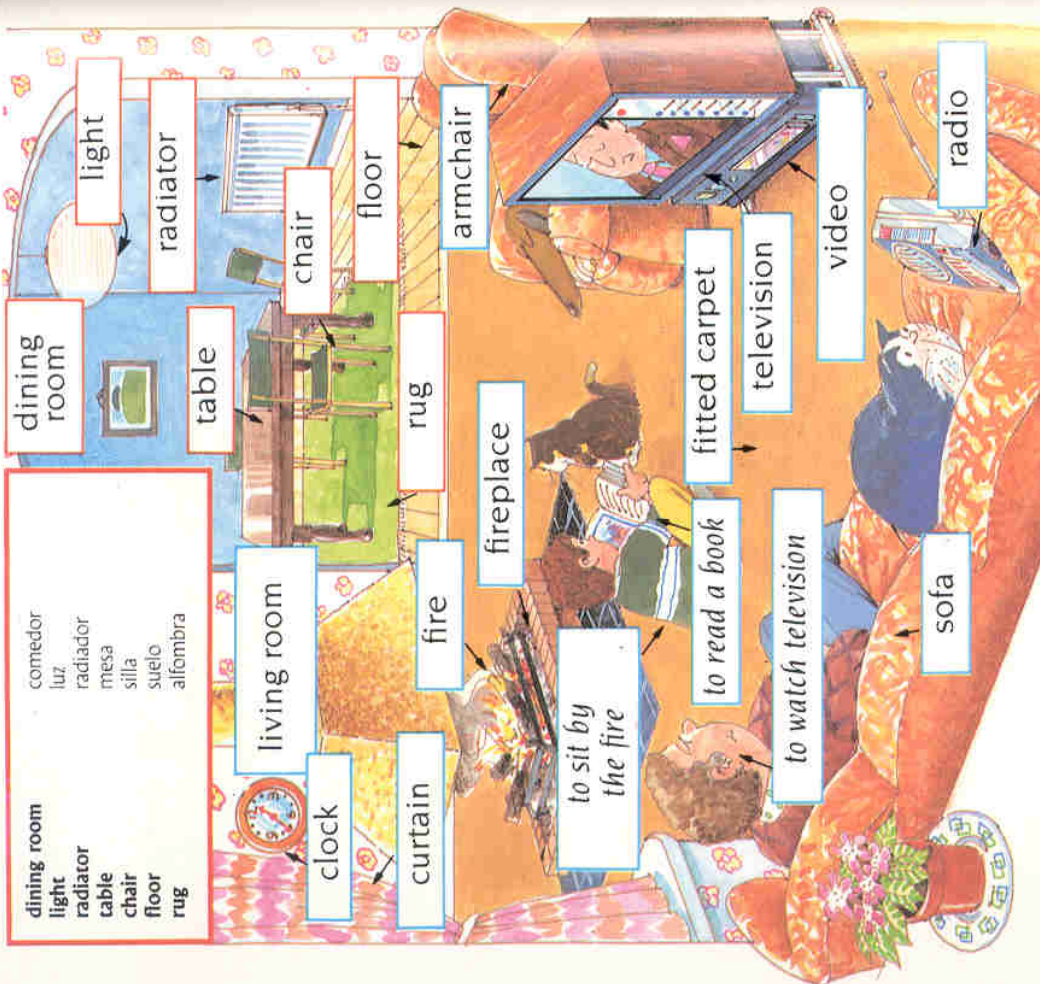 dining room comedor
light luz
radiator radiador
table mesa
chair silla
floor suelo
rug alfombra
dining
room
light
radiator
table
chair
floor
rug
living room
clock
curtain
fire
fireplace
armchair
to sit by
the fire
to read a book
fitted carpet
television
video
to watch television
radio
sofa